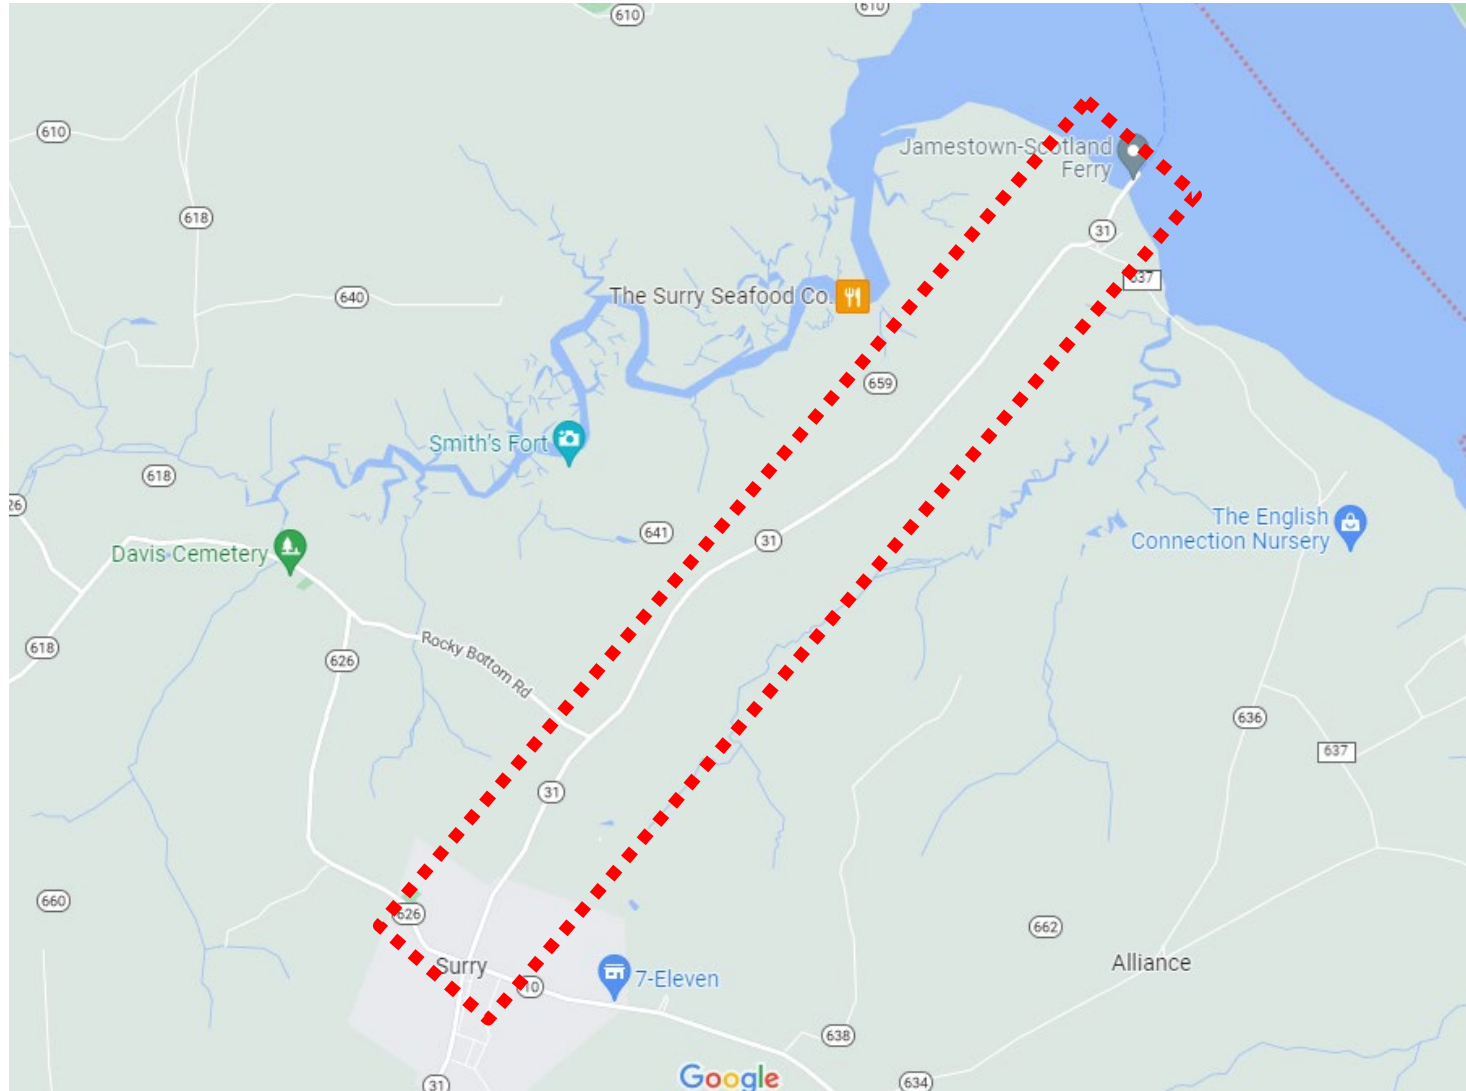 610
610
610
Jamestown-Scotland
Ferry
618
31
637
640
The Surry Seafood Co.
659
Smith's Fort
618
26
641
31
The English
Connection Nursery
Davis Cemetery
618
626
Rocky Bottom Rd
636
637
31
660
626
662
Surry
10
7-Eleven
Alliance
638
31
Google
634